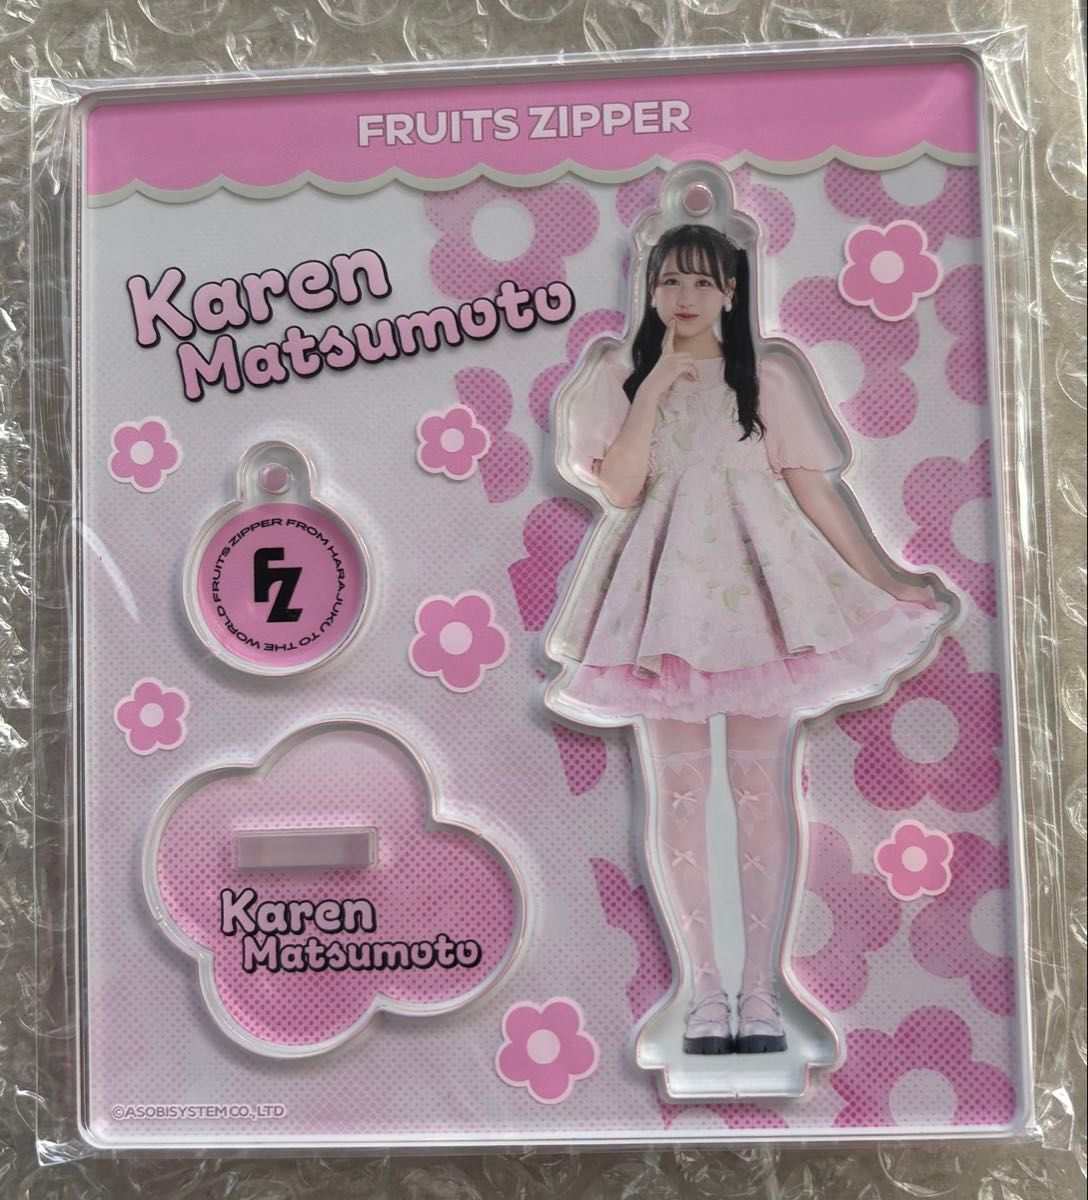 FRUITS ZIPPER
Karen
Matsumoto
FRUITS ZIPPER FROM HARAJUKU TO THE WORLD
FZ
Karen
Matsumoto
©ASOBISYSTEM CO., LTD